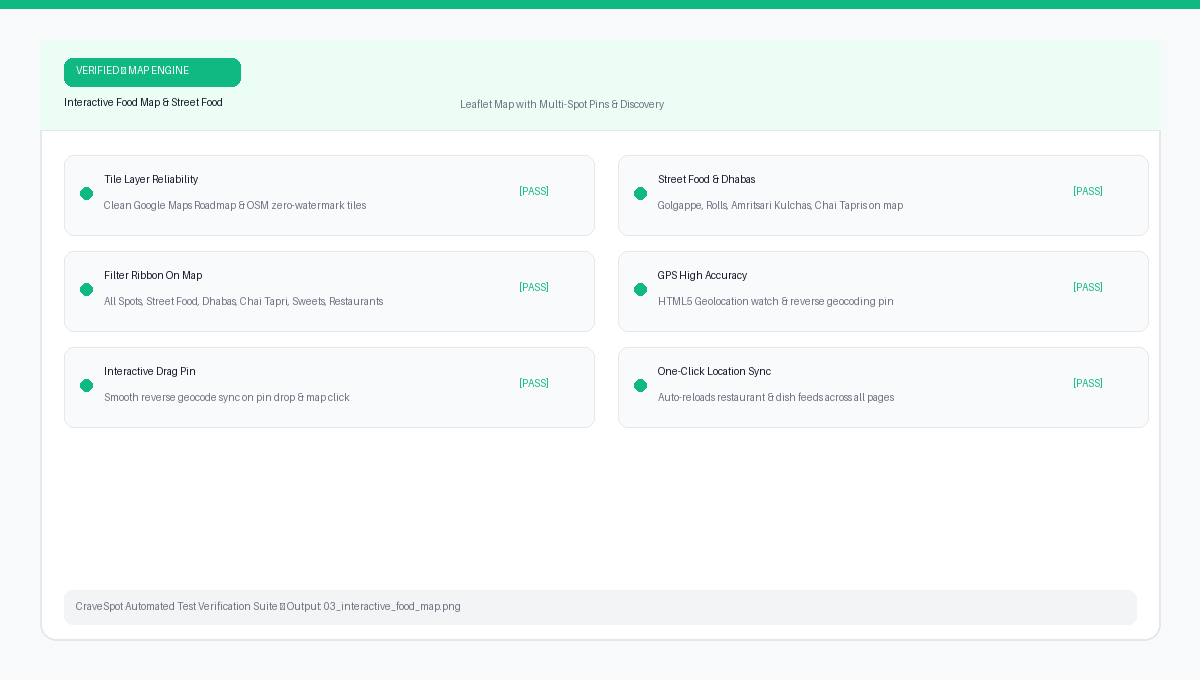 VERIFIED▯MAP ENGINE
Interactive Food Map & Street Food
Leaflet Map with Multi-Spot Pins & Discovery
Tile Layer Reliability
Clean Google Maps Roadmap & OSM zero-watermark tiles
[PASS]
Street Food & Dhabas
Golgappe, Rolls, Amritsari Kulchas, Chai Tapris on map
[PASS]
Filter Ribbon On Map
All Spots, Street Food, Dhabas, Chai Tapri, Sweets, Restaurants
[PASS]
GPS High Accuracy
HTML5 Geolocation watch & reverse geocoding pin
[PASS]
Interactive Drag Pin
Smooth reverse geocode sync on pin drop & map click
[PASS]
One-Click Location Sync
Auto-reloads restaurant & dish feeds across all pages
[PASS]
CraveSpot Automated Test Verification Suite ▯ Output: 03_interactive_food_map.png